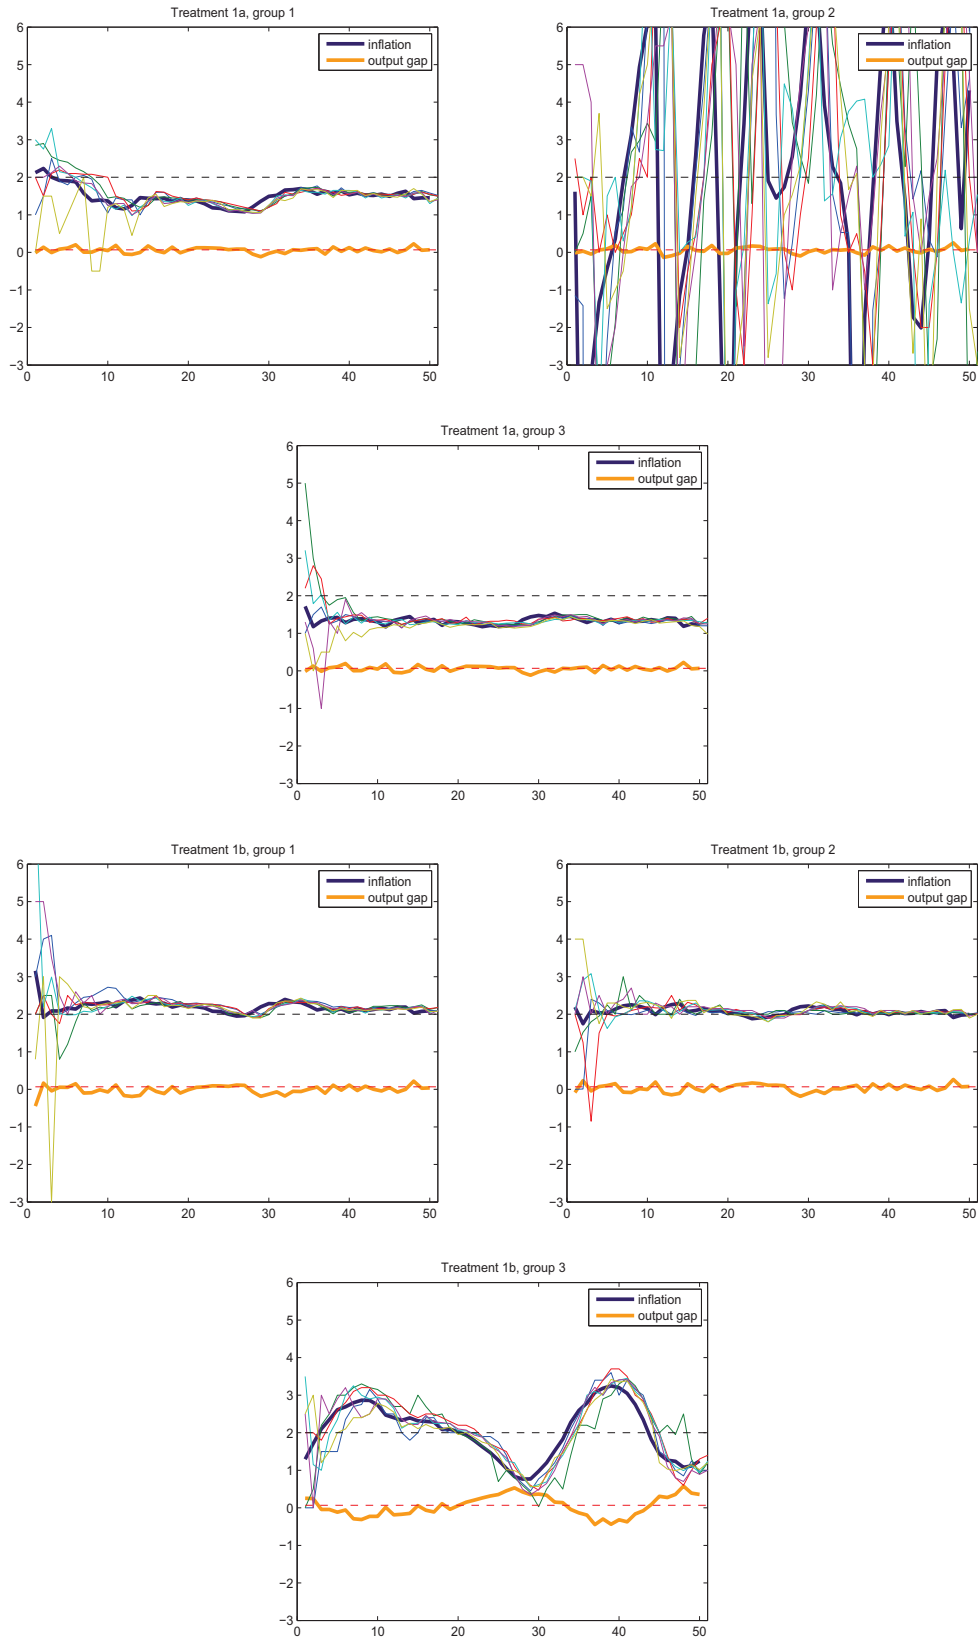 Treatment 1a, group 1
6
5
4
3
2
1
0
−1
−2
−3
0 10 20 30 40 50
inflation
output gap
Treatment 1a, group 2
6
5
4
3
2
1
0
−1
−2
−3
0 10 20 30 40 50
inflation
output gap
Treatment 1a, group 3
6
5
4
3
2
1
0
−1
−2
−3
0 10 20 30 40 50
inflation
output gap
Treatment 1b, group 1
6
5
4
3
2
1
0
−1
−2
−3
0 10 20 30 40 50
inflation
output gap
Treatment 1b, group 2
6
5
4
3
2
1
0
−1
−2
−3
0 10 20 30 40 50
inflation
output gap
Treatment 1b, group 3
6
5
4
3
2
1
0
−1
−2
−3
0 10 20 30 40 50
inflation
output gap